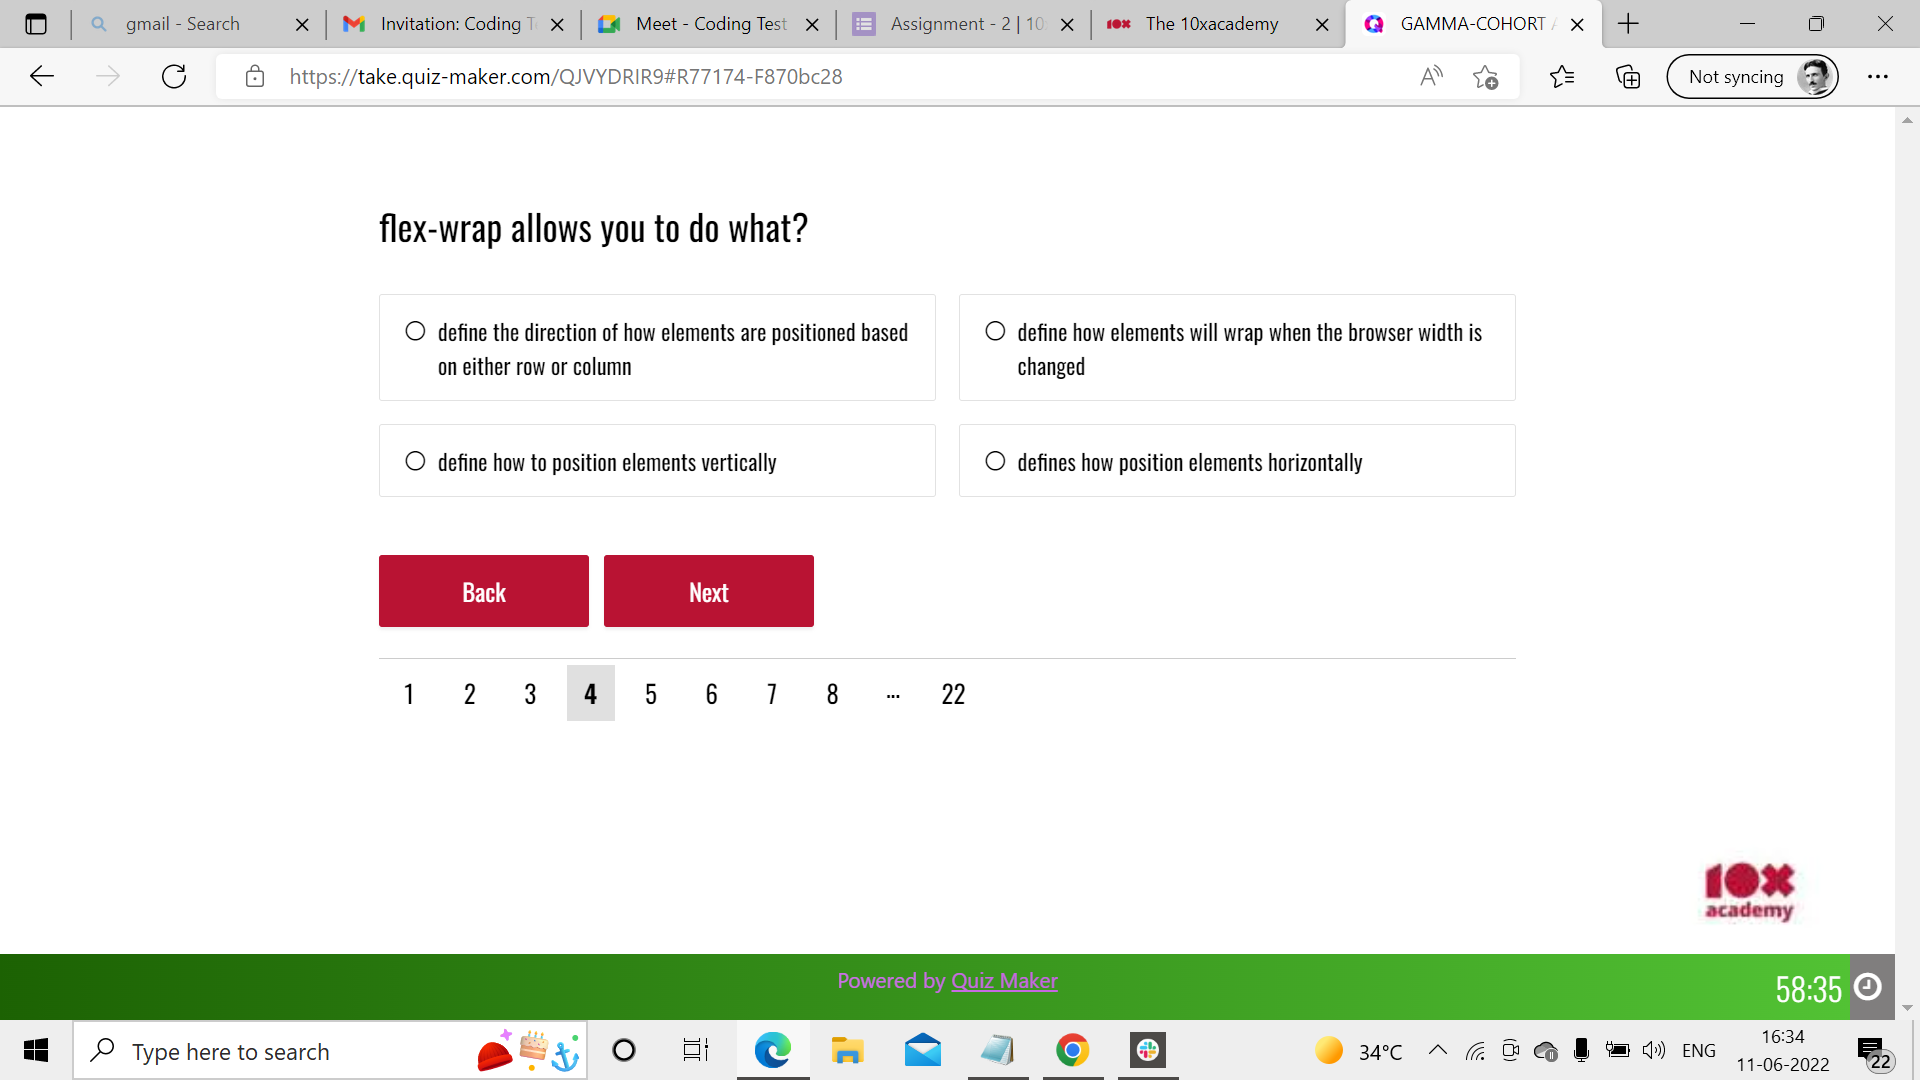 gmail - Search
Invitation: Coding T
Meet - Coding Test
Assignment - 2 | 10
The 10xacademy
GAMMA-COHORT A
https://take.quiz-maker.com/QJVYDRIR9#R77174-F870bc28
Not syncing
flex-wrap allows you to do what?
define the direction of how elements are positioned based
on either row or column
define how elements will wrap when the browser width is
changed
define how to position elements vertically
defines how position elements horizontally
Back
Next
1 2 3 4 5 6 7 8 ... 22
10x
academy
Powered by Quiz Maker
58:35
Type here to search
34°C
ENG
16:34
11-06-2022
22